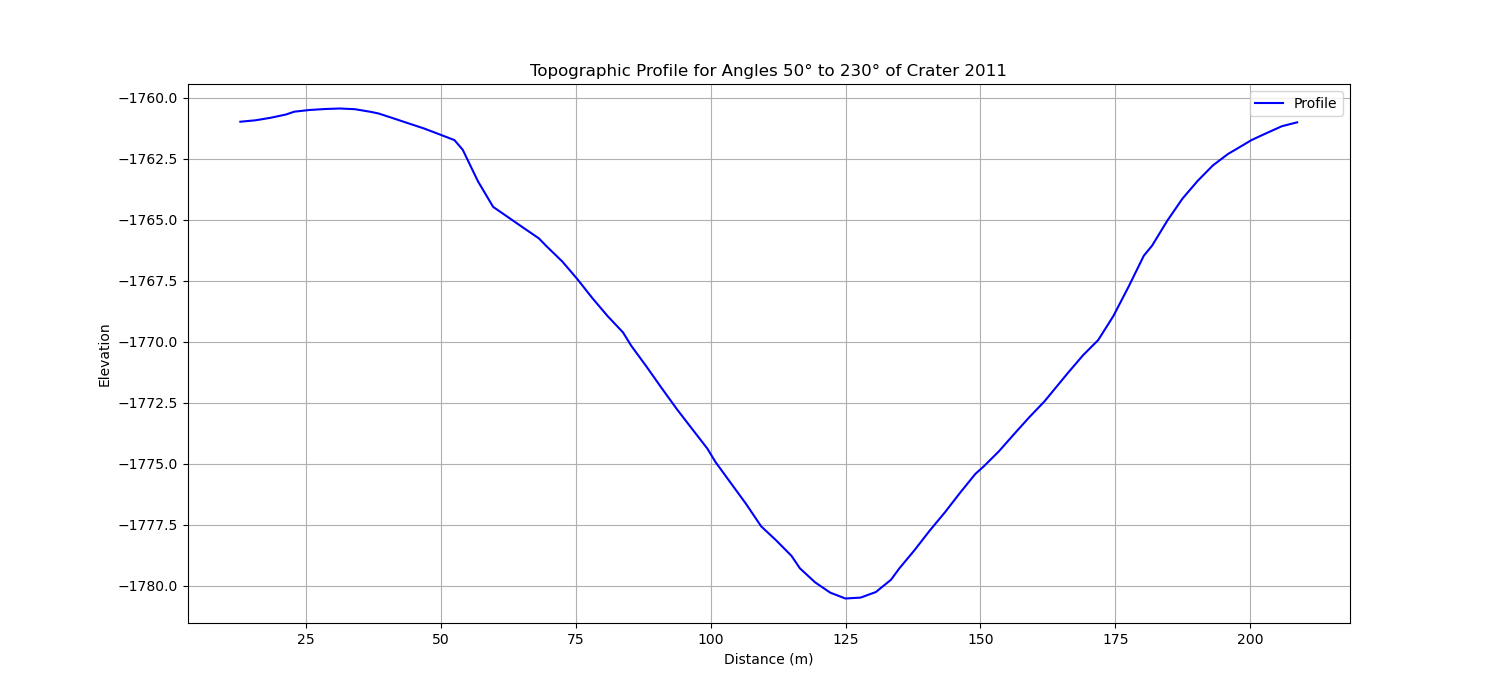 Topographic Profile for Angles 50° to 230° of Crater 2011
Profile
Elevation
−1760.0
−1762.5
−1765.0
−1767.5
−1770.0
−1772.5
−1775.0
−1777.5
−1780.0
25 50 75 100 125 150 175 200
Distance (m)